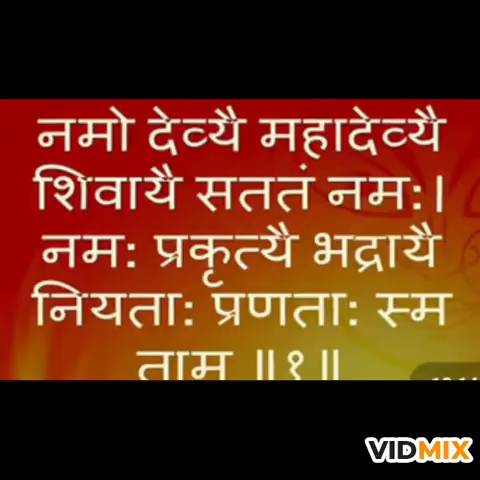 नमो देव्यै महादेव्यै
शिवायै सततं नम:।
नम: प्रकृत्यै भद्रायै
नियता: प्रणता: स्म
ताम ॥१॥
VIDMIX